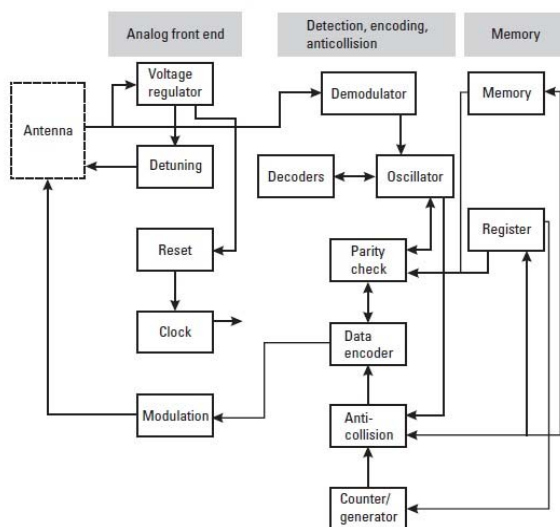 Analog front end
Detection, encoding,
anticollision
Memory
Voltage
regulator
Demodulator
Memory
Antenna
Detuning
Decoders
Oscillator
Register
Reset
Parity
check
Clock
Data
encoder
Modulation
Anti-
collision
Counter/
generator